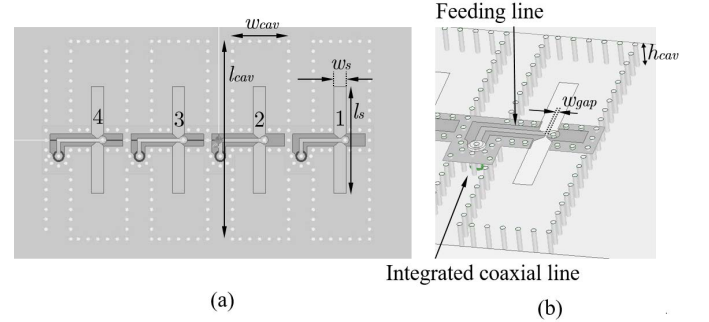 w_cav
w_s
l_cav
l_s
4 3 2 1
(a)
Feeding line
h_cav
w_gap
Integrated coaxial line
(b)